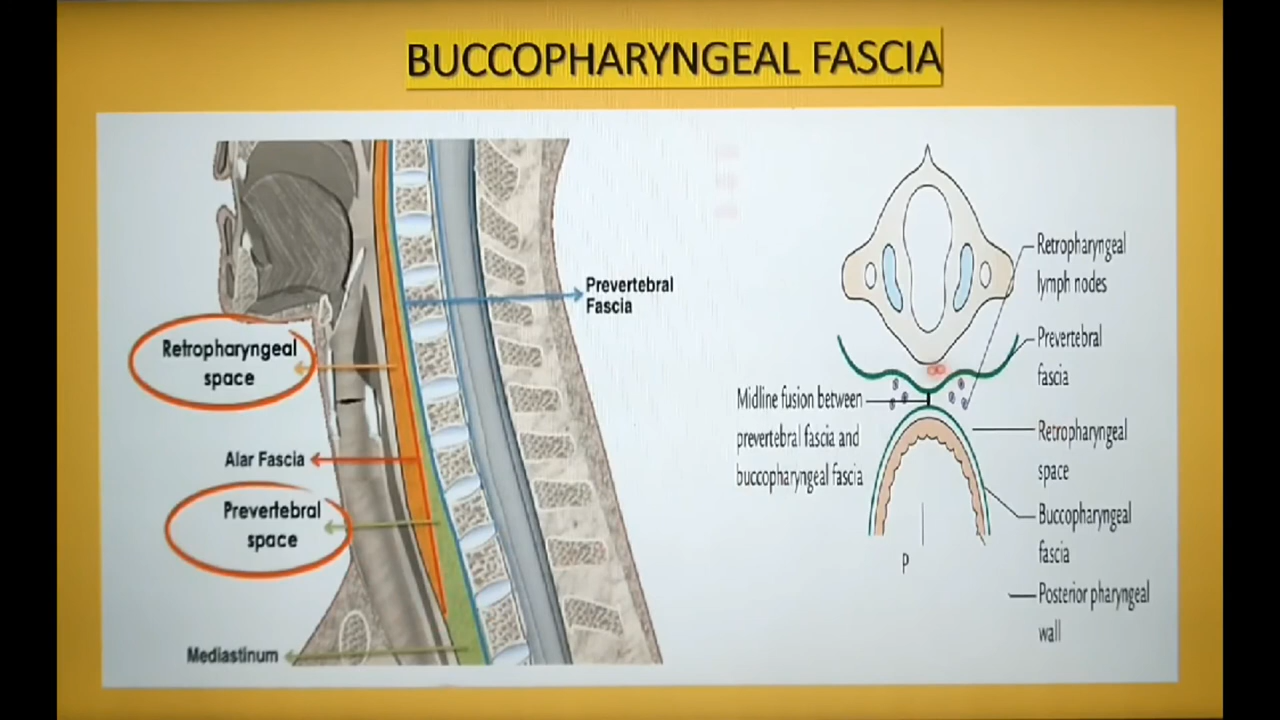 BUCCOPHARYNGEAL FASCIA
Prevertebral
Fascia
Retropharyngeal
space
Alar Fascia
Prevertebral
space
Mediastinum
Retropharyngeal
lymph nodes
Prevertebral
fascia
Midline fusion between
prevertebral fascia and
buccopharyngeal fascia
Retropharyngeal
space
Buccopharyngeal
fascia
P
Posterior pharyngeal
wall